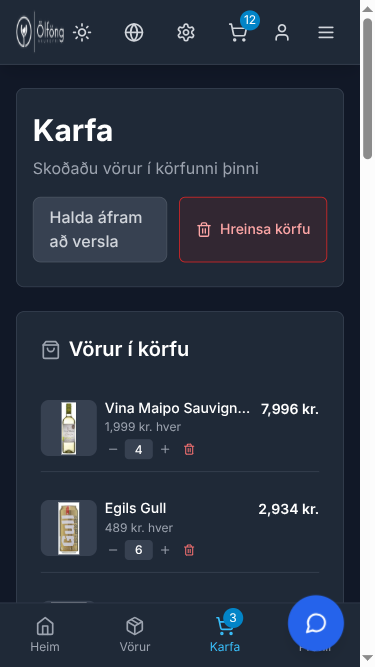 Ölföng
12
Karfa
Skoðaðu vörur í körfunni þinni
Halda áfram
að versla
Hreinsa körfu
Vörur í körfu
Vina Maipo Sauvign... 7,996 kr.
1,999 kr. hver
4
Egils Gull 2,934 kr.
489 kr. hver
6
3
Heim Vörur Karfa